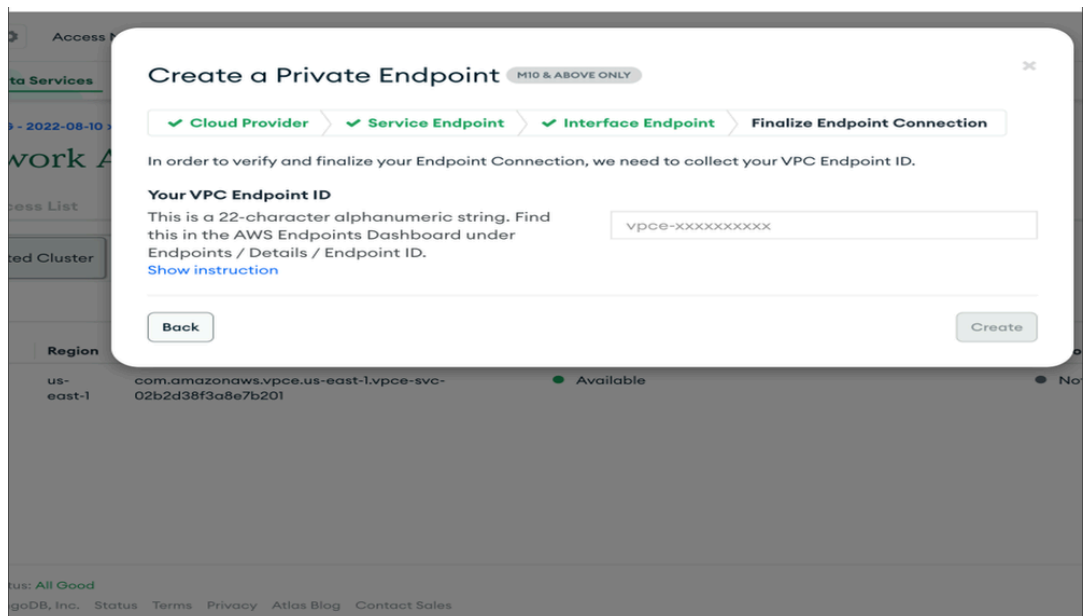 Access
Create a Private Endpoint M10 & ABOVE ONLY
ta Services
Cloud Provider Service Endpoint Interface Endpoint Finalize Endpoint Connection
- 2022-08-10
work A
In order to verify and finalize your Endpoint Connection, we need to collect your VPC Endpoint ID.
Your VPC Endpoint ID
cess List
This is a 22-character alphanumeric string. Find
this in the AWS Endpoints Dashboard under
Endpoints / Details / Endpoint ID.
vpce-xxxxxxxxxx
ted Cluster
Show instruction
Back
Create
Region
us-
east-1
com.amazonaws.vpce.us-east-1.vpce-svc-
02b2d38f3a8e7b201
Available
No
tus: All Good
goDB, Inc. Status Terms Privacy Atlas Blog Contact Sales